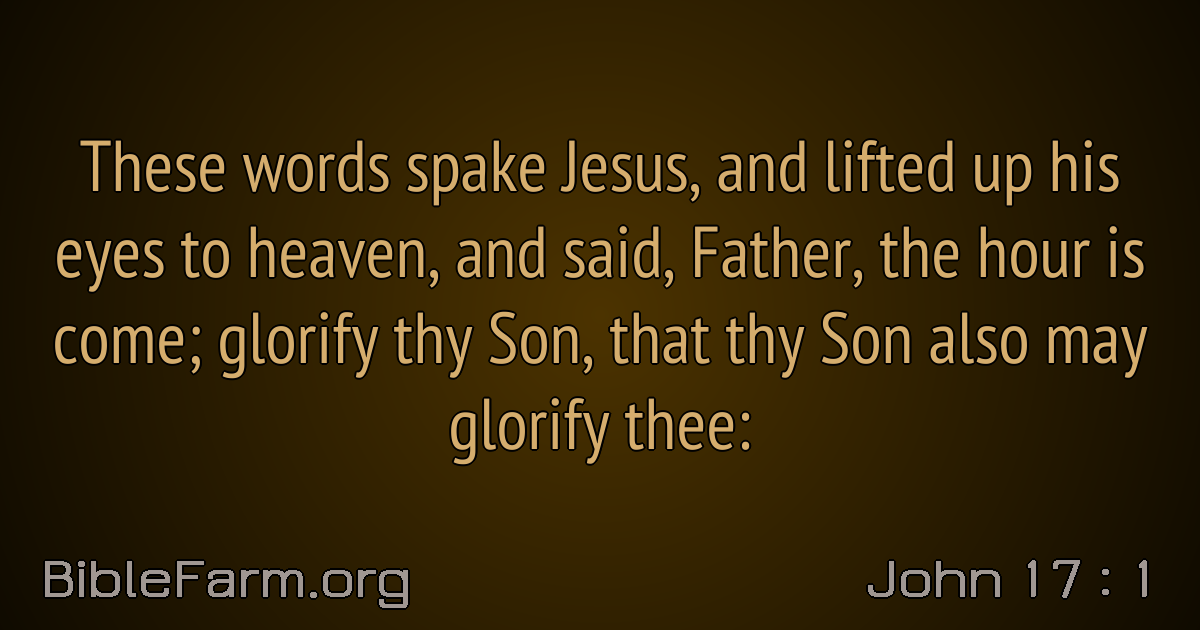 These words spake Jesus, and lifted up his
eyes to heaven, and said, Father, the hour is
come; glorify thy Son, that thy Son also may
glorify thee:
BibleFarm.org
John 17 : 1